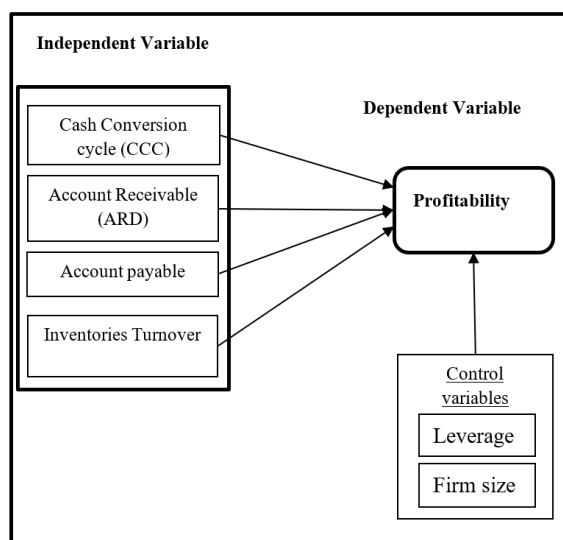 Independent Variable
Cash Conversion
cycle (CCC)
Account Receivable
(ARD)
Account payable
Inventories Turnover
Dependent Variable
Profitability
Control
variables
Leverage
Firm size